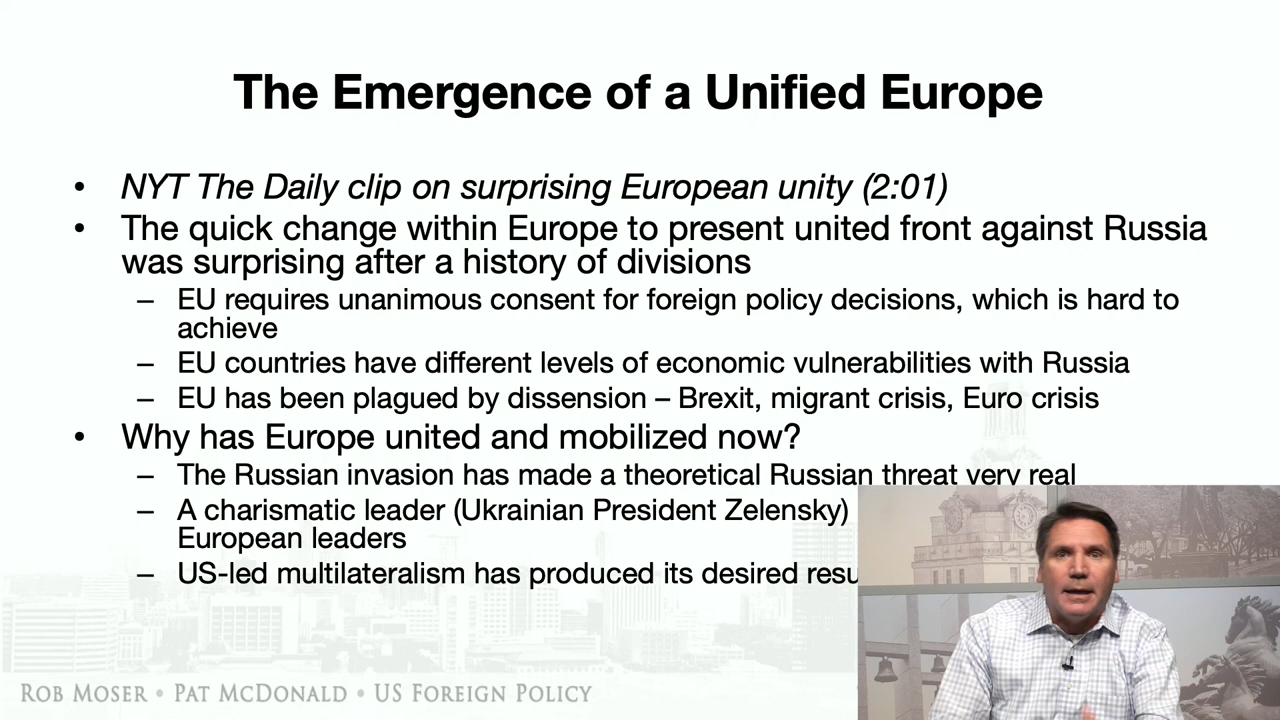 The Emergence of a Unified Europe
• NYT The Daily clip on surprising European unity (2:01)
• The quick change within Europe to present united front against Russia
was surprising after a history of divisions
– EU requires unanimous consent for foreign policy decisions, which is hard to
achieve
– EU countries have different levels of economic vulnerabilities with Russia
– EU has been plagued by dissension – Brexit, migrant crisis, Euro crisis
• Why has Europe united and mobilized now?
– The Russian invasion has made a theoretical Russian threat very real
– A charismatic leader (Ukrainian President Zelensky)
European leaders
– US-led multilateralism has produced its desired
ROB MOSER • PAT MCDONALD • US FOREIGN POLICY